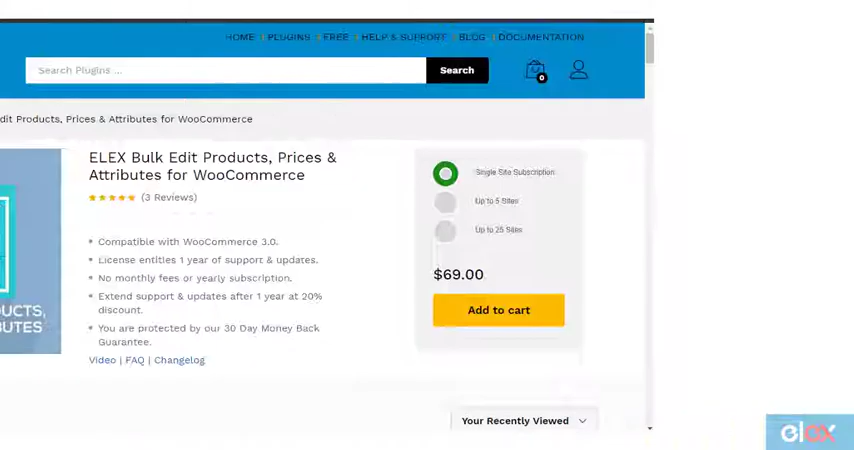 HOME | PLUGINS | FREE | HELP & SUPPORT | BLOG | DOCUMENTATION
Search Plugins ...
Search
0
dit Products, Prices & Attributes for WooCommerce
ELEX Bulk Edit Products, Prices &
Attributes for WooCommerce
(3 Reviews)
Compatible with WooCommerce 3.0.
License entitles 1 year of support & updates.
No monthly fees or yearly subscription.
Extend support & updates after 1 year at 20%
discount.
You are protected by our 30 Day Money Back
Guarantee.
Video | FAQ | Changelog
UCTS,
BUTES
Single Site Subscription
Up to 5 Sites
Up to 25 Sites
$69.00
Add to cart
Your Recently Viewed
elex